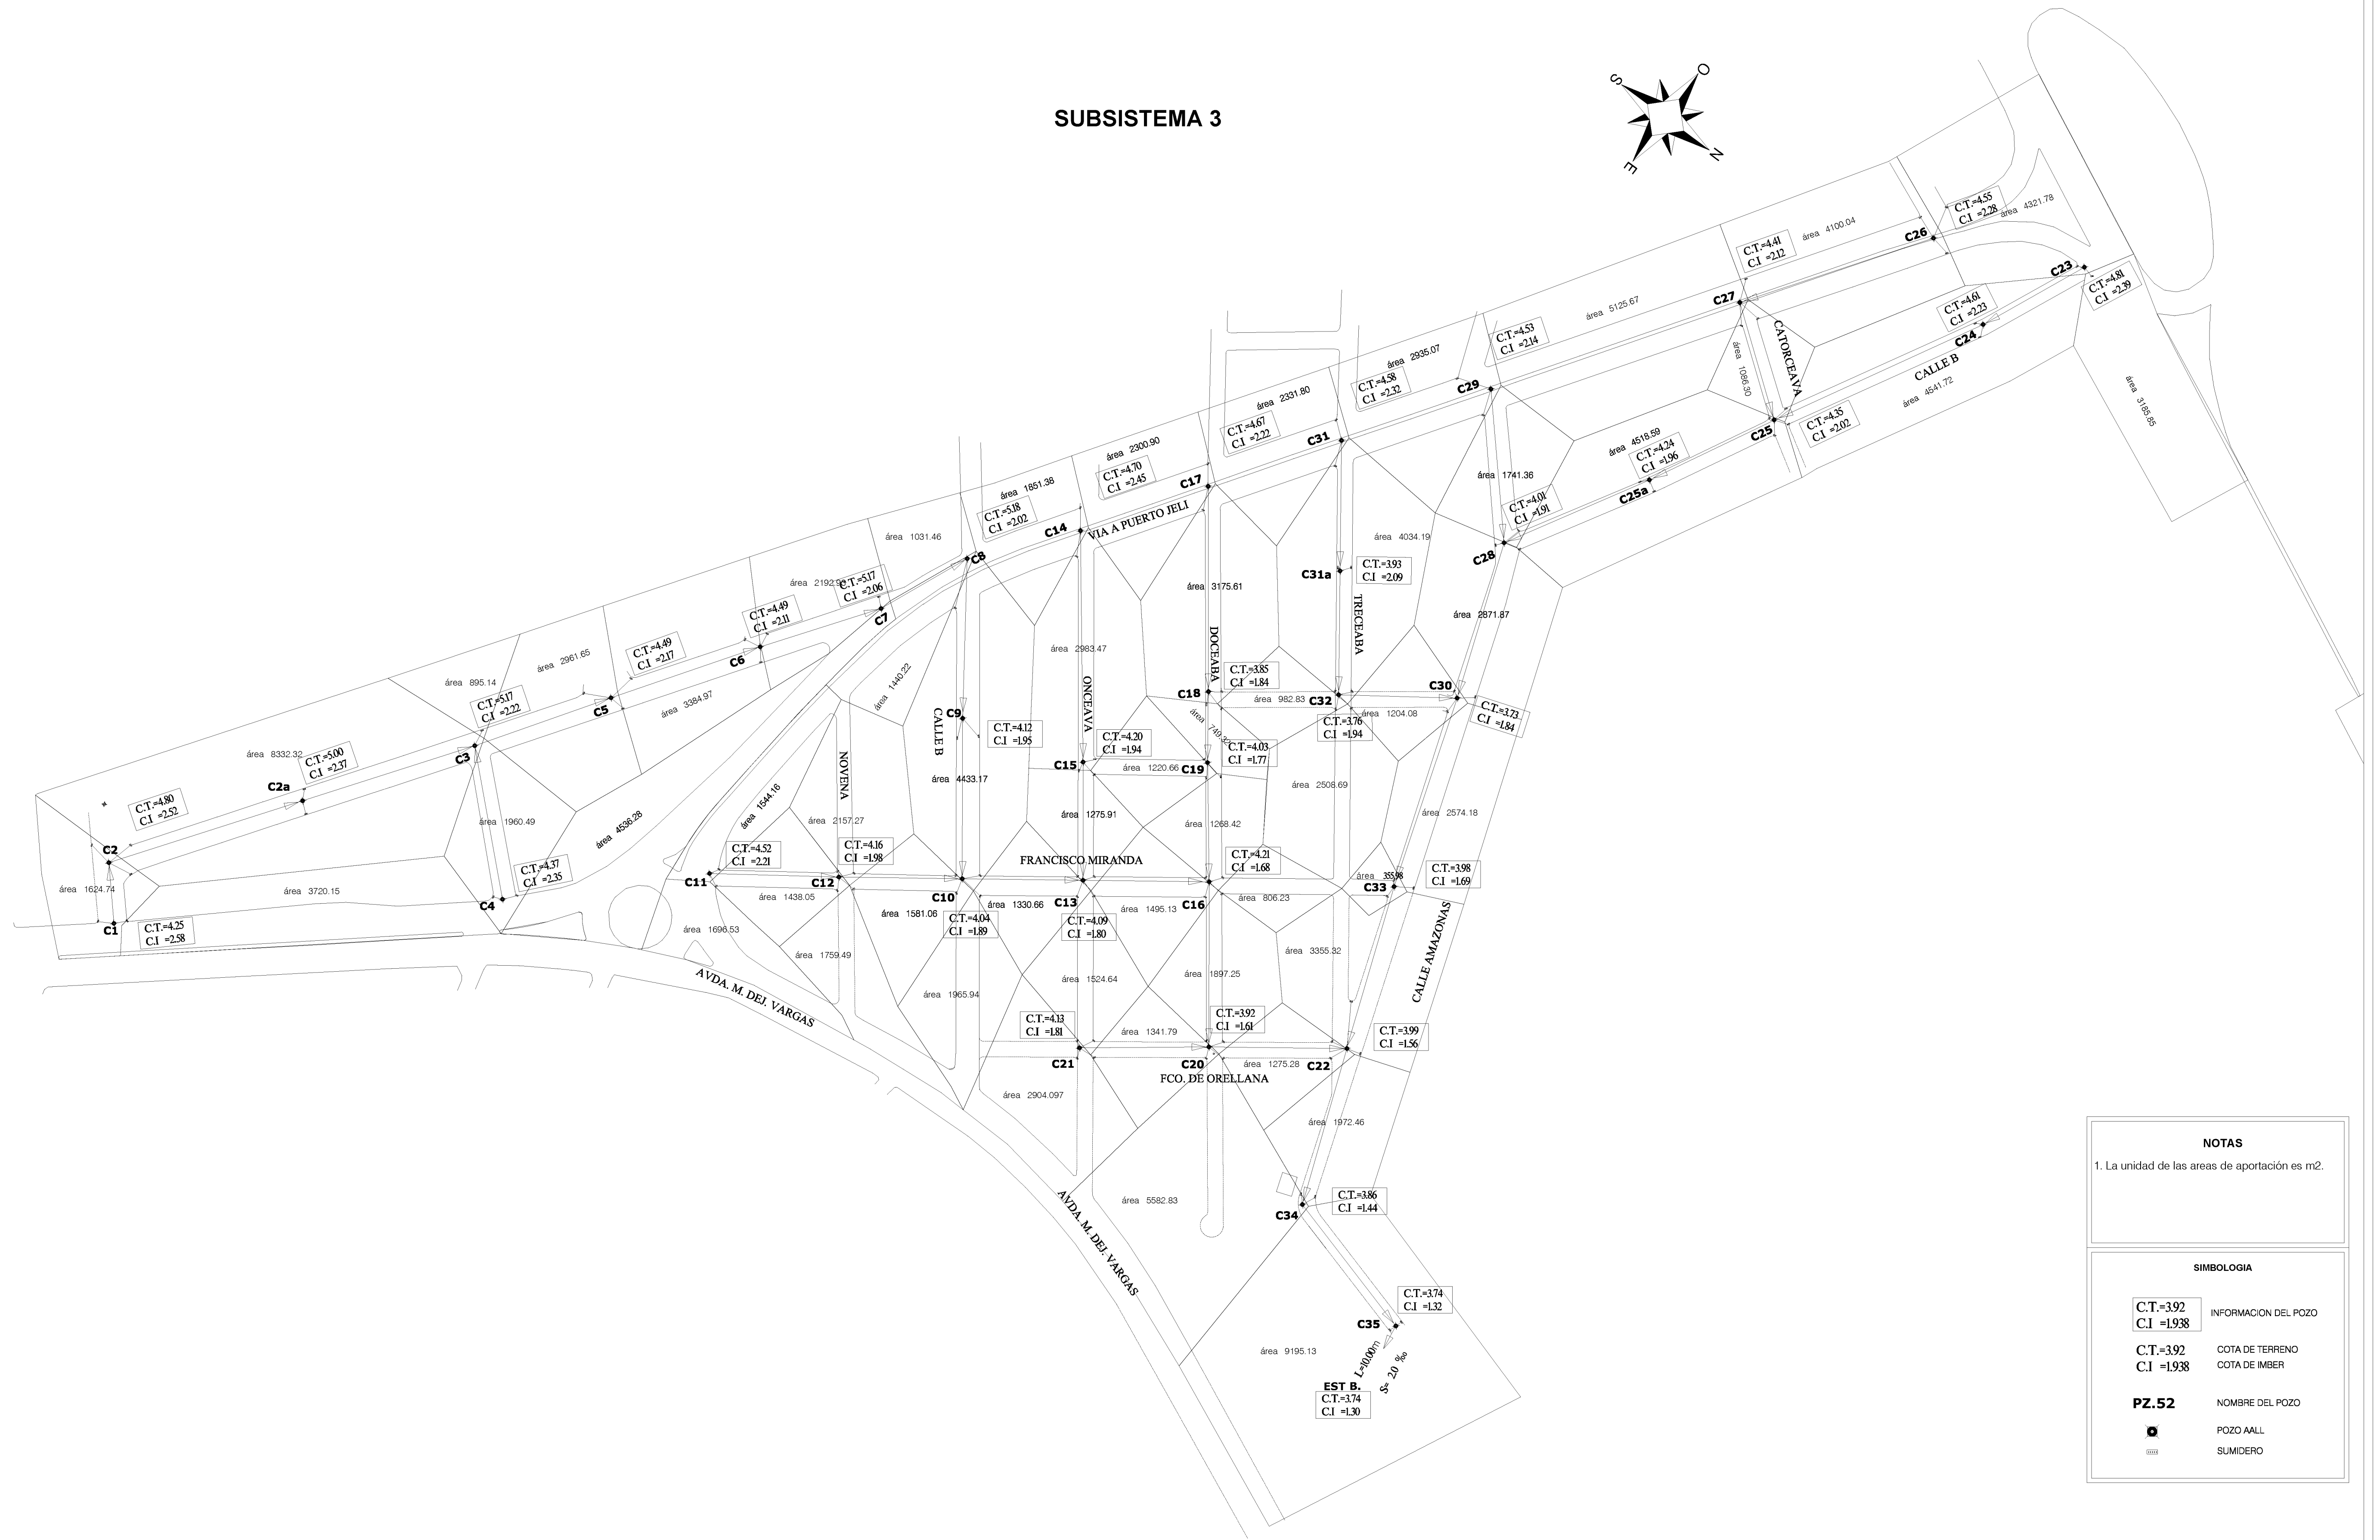 SUBSISTEMA 3
S
O
E
N
C.T.=4.55
C.I =2.28
área 4321.78
C26
área 4100.04
C.T.=4.41
C.I =2.12
C23
C.T.=4.81
C.I =2.39
C27
área 5125.67
C.T.=4.61
C.I =2.23
C24
CALLE B
área 4541.72
área 3185.85
CATORCEAVA
área 1086.30
C.T.=4.53
C.I =2.14
área 2935.07
C.T.=4.58
C.I =2.32
C29
C.T.=4.35
C.I =2.02
C25
área 4518.59
C.T.=4.24
C.I =1.96
C25a
área 2331.80
C.T.=4.67
C.I =2.22
C31
área 2300.90
C.T.=4.70
C.I =2.45
C17
área 1741.36
C.T.=4.01
C.I =1.91
C28
área 1851.38
C.T.=5.18
C.I =2.02
C14
VIA A PUERTO JELI
área 1031.46
C8
área 4034.19
C31a
C.T.=3.93
C.I =2.09
área 2192.9
C.T.=5.17
C.I =2.06
C7
área 3175.61
TRECEABA
área 2871.87
C.T.=4.49
C.I =2.11
C6
C.T.=4.49
C.I =2.17
área 2961.65
C5
área 3384.97
área 895.14
C.T.=5.17
C.I =2.22
C3
área 1440.22
área 2983.47
ONCEAVA
DOCEABA
C.T.=3.85
C.I =1.84
C18
área 982.83
C32
C30
C.T.=3.73
C.I =1.84
área 1204.08
C.T.=3.76
C.I =1.94
C9
CALLE B
C.T.=4.12
C.I =1.95
C.T.=4.20
C.I =1.94
área 749.32
C.T.=4.03
C.I =1.77
C15
área 1220.66
C19
área 8332.32
C.T.=5.00
C.I =2.37
C2a
NOVENA
área 4433.17
área 2508.69
C.T.=4.80
C.I =2.52
área 1960.49
área 4536.28
área 1544.16
área 2157.27
área 1275.91
área 1268.42
área 2574.18
C2
C.T.=4.52
C.I =2.21
C.T.=4.16
C.I =1.98
FRANCISCO MIRANDA
C.T.=4.21
C.I =1.68
C.T.=3.98
C.I =1.69
área 1624.74
área 3720.15
C.T.=4.37
C.I =2.35
C4
C11
C12
área 1438.05
C10
área 1330.66
C13
área 1495.13
C16
área 806.23
área 355.98
C33
C1
C.T.=4.25
C.I =2.58
área 1696.53
área 1581.06
C.T.=4.04
C.I =1.89
C.T.=4.09
C.I =1.80
área 1759.49
área 3355.32
CALLE AMAZONAS
AVDA. M. DEJ. VARGAS
área 1965.94
área 1524.64
área 1897.25
C.T.=4.13
C.I =1.81
C.T.=3.92
C.I =1.61
C.T.=3.99
C.I =1.56
área 1341.79
C21
C20
área 1275.28
C22
FCO. DE ORELLANA
área 2904.097
área 1972.46
área 5582.83
AVDA. M. DEJ. VARGAS
C34
C.T.=3.86
C.I =1.44
C.T.=3.74
C.I =1.32
C35
área 9195.13
L=10.00m
S= 2.0 ‰
EST B.
C.T.=3.74
C.I =1.30
NOTAS
1. La unidad de las areas de aportación es m2.
SIMBOLOGIA
C.T.=3.92
C.I =1.938
INFORMACION DEL POZO
C.T.=3.92 COTA DE TERRENO
C.I =1.938 COTA DE IMBER
PZ.52 NOMBRE DEL POZO
POZO AALL
SUMIDERO